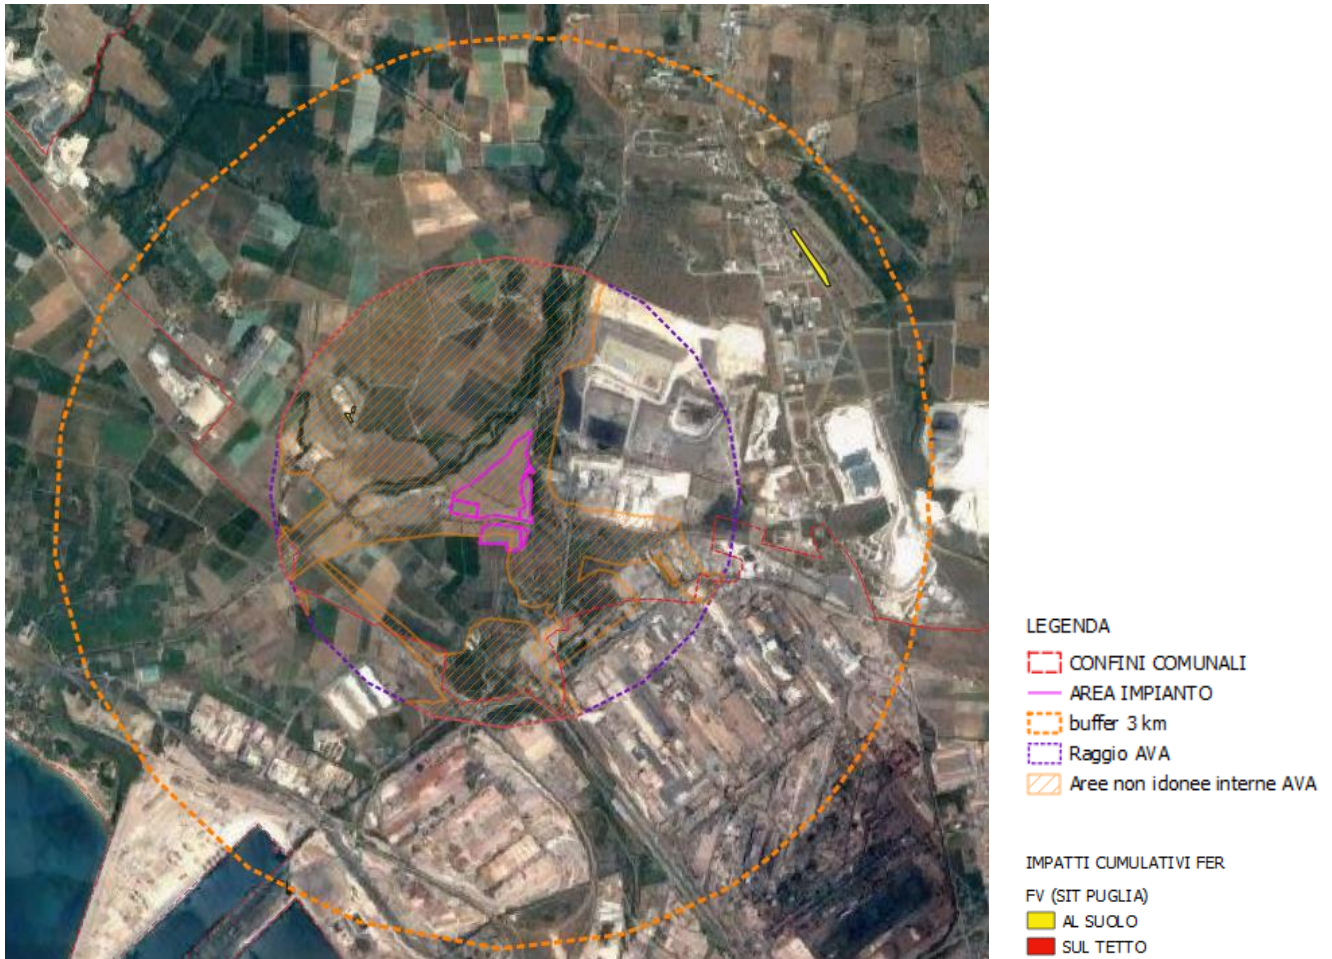 LEGENDA
CONFINI COMUNALI
AREA IMPIANTO
buffer 3 km
Raggio AVA
Aree non idonee interne AVA
IMPATTI CUMULATIVI FER
FV (SIT PUGLIA)
AL SUOLO
SUL TETTO